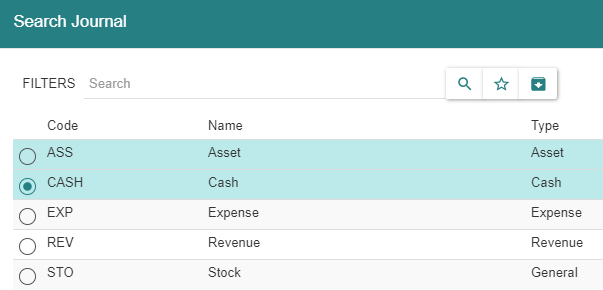 Search Journal
FILTERS Search
Code Name Type
ASS Asset Asset
CASH Cash Cash
EXP Expense Expense
REV Revenue Revenue
STO Stock General